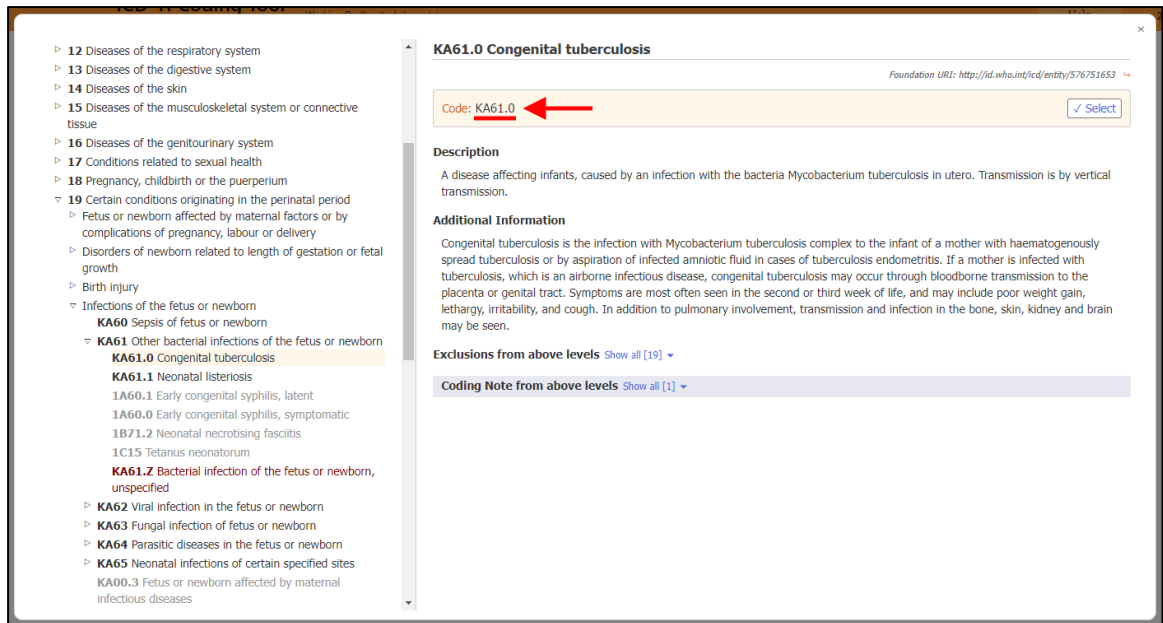 12 Diseases of the respiratory system
13 Diseases of the digestive system
14 Diseases of the skin
15 Diseases of the musculoskeletal system or connective
tissue
16 Diseases of the genitourinary system
17 Conditions related to sexual health
18 Pregnancy, childbirth or the puerperium
19 Certain conditions originating in the perinatal period
Fetus or newborn affected by maternal factors or by
complications of pregnancy, labour or delivery
Disorders of newborn related to length of gestation or fetal
growth
Birth injury
Infections of the fetus or newborn
KA60 Sepsis of fetus or newborn
KA61 Other bacterial infections of the fetus or newborn
KA61.0 Congenital tuberculosis
KA61.1 Neonatal listeriosis
1A60.1 Early congenital syphilis, latent
1A60.0 Early congenital syphilis, symptomatic
1B71.2 Neonatal necrotising fasciitis
1C15 Tetanus neonatorum
KA61.Z Bacterial infection of the fetus or newborn,
unspecified
KA62 Viral infection in the fetus or newborn
KA63 Fungal infection of fetus or newborn
KA64 Parasitic diseases in the fetus or newborn
KA65 Neonatal infections of certain specified sites
KA00.3 Fetus or newborn affected by maternal
infectious diseases
KA61.0 Congenital tuberculosis
Foundation URI: http://id.who.int/icd/entity/576751653
Code: KA61.0
✓ Select
Description
A disease affecting infants, caused by an infection with the bacteria Mycobacterium tuberculosis in utero. Transmission is by vertical
transmission.
Additional Information
Congenital tuberculosis is the infection with Mycobacterium tuberculosis complex to the infant of a mother with haematogenously
spread tuberculosis or by aspiration of infected amniotic fluid in cases of tuberculosis endometritis. If a mother is infected with
tuberculosis, which is an airborne infectious disease, congenital tuberculosis may occur through bloodborne transmission to the
placenta or genital tract. Symptoms are most often seen in the second or third week of life, and may include poor weight gain,
lethargy, irritability, and cough. In addition to pulmonary involvement, transmission and infection in the bone, skin, kidney and brain
may be seen.
Exclusions from above levels Show all [19]
Coding Note from above levels Show all [1]